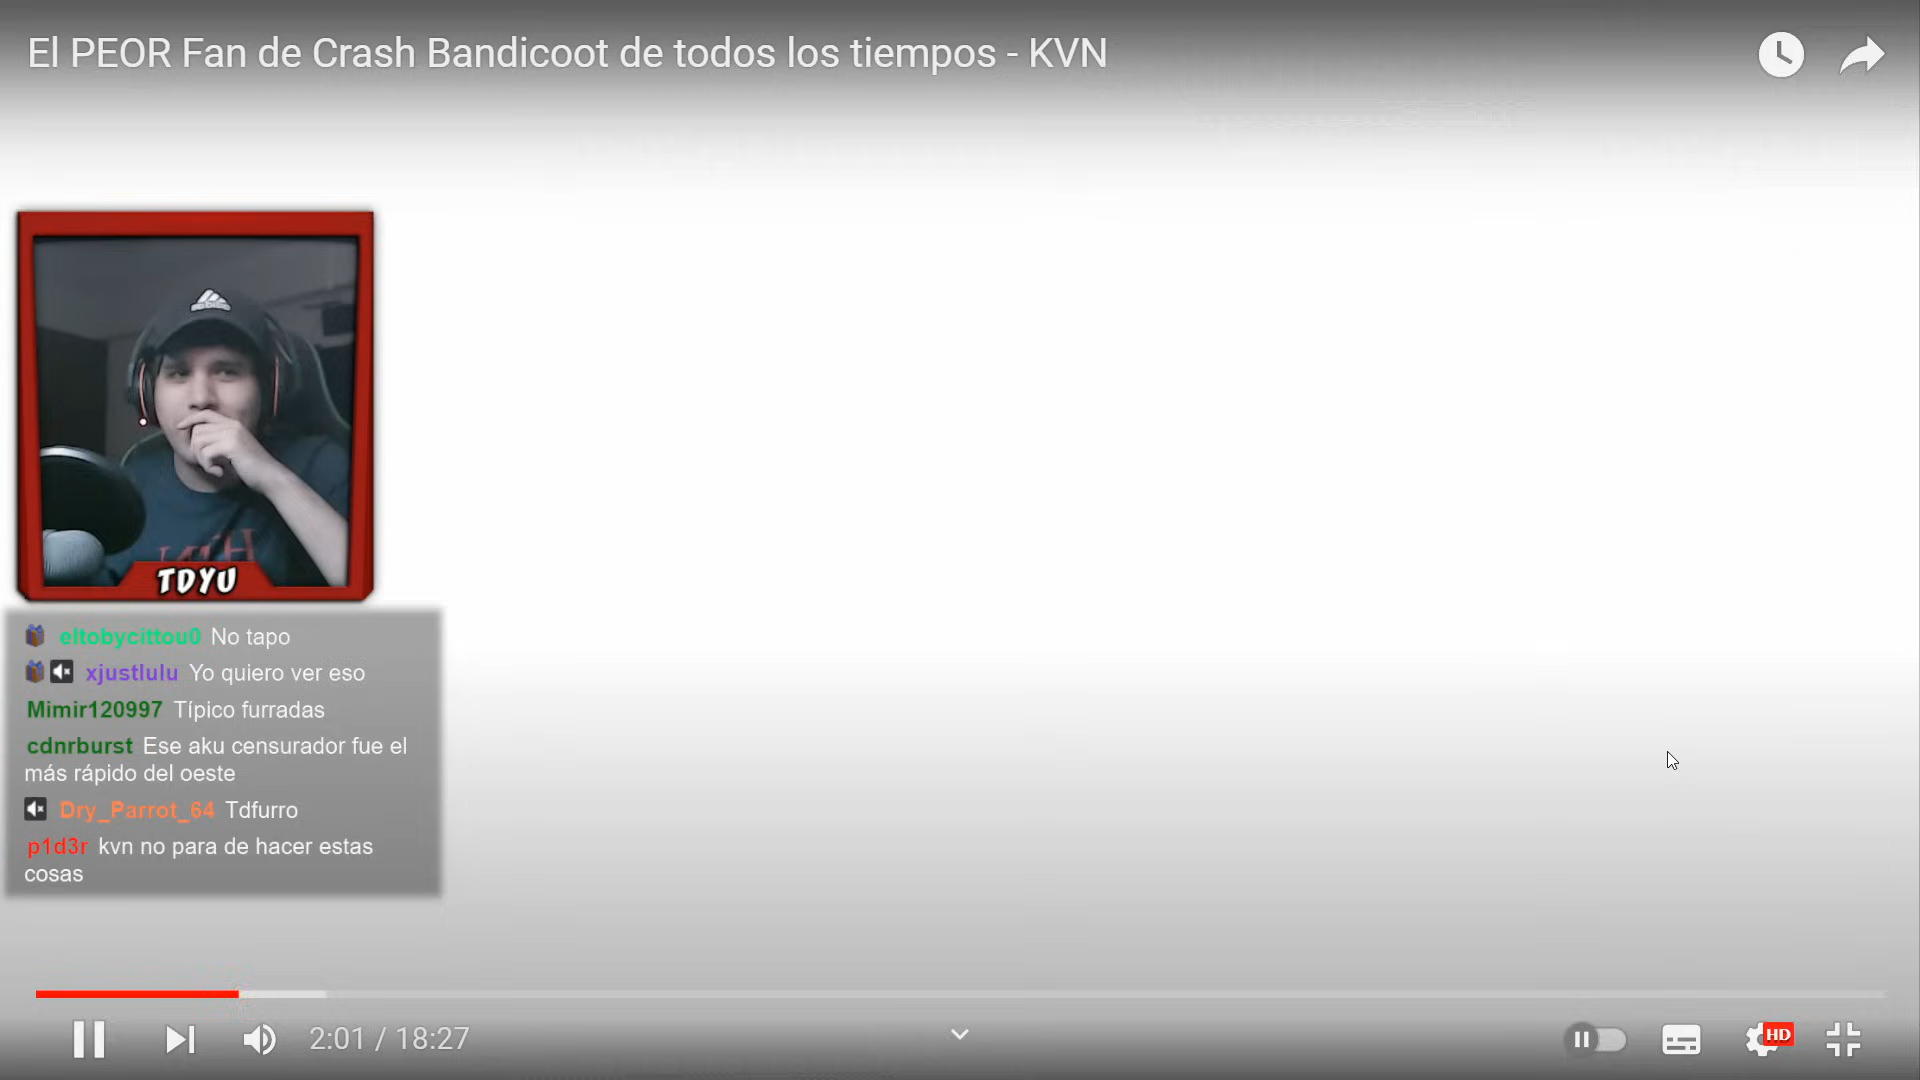 El PEOR Fan de Crash Bandicoot de todos los tiempos - KVN
TDYU
eltobycittou0 No tapo
xjustlulu Yo quiero ver eso
Mimir120997 Típico furradas
cdnrburst Ese aku censurador fue el
más rápido del oeste
Dry_Parrot_64 Tdfurro
p1d3r kvn no para de hacer estas
cosas
2:01 / 18:27
HD